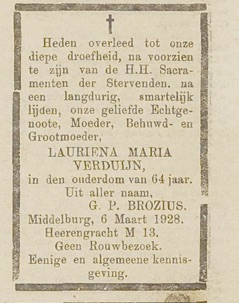 Heden overleed tot onze
diepe droefheid, na voorzien
te zijn van de H.H. Sacra-
menten der Stervenden, na
een langdurig, smartelijk
lijden, onze geliefde Echtge-
noote, Moeder, Behuwd- en
Grootmoeder,
LAURIENA MARIA
VERDUIJN,
in den ouderdom van 64 jaar.
Uit aller naam,
G. P. BROZIUS.
Middelburg, 6 Maart 1928.
Heerengracht M 13.
Geen Rouwbezoek.
Eenige en algemeene kennis-
geving.